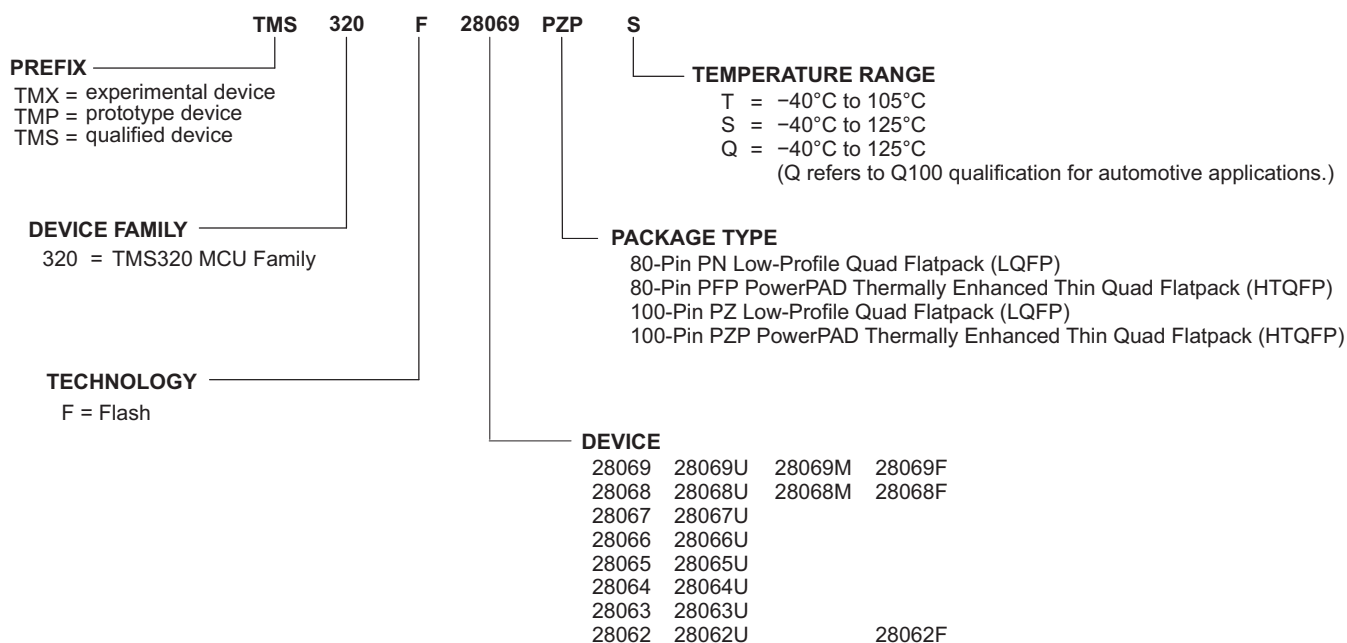 TMS 320 F 28069 PZP S
PREFIX
TMX = experimental device
TMP = prototype device
TMS = qualified device
TEMPERATURE RANGE
T = −40°C to 105°C
S = −40°C to 125°C
Q = −40°C to 125°C
(Q refers to Q100 qualification for automotive applications.)
DEVICE FAMILY
320 = TMS320 MCU Family
PACKAGE TYPE
80-Pin PN Low-Profile Quad Flatpack (LQFP)
80-Pin PFP PowerPAD Thermally Enhanced Thin Quad Flatpack (HTQFP)
100-Pin PZ Low-Profile Quad Flatpack (LQFP)
100-Pin PZP PowerPAD Thermally Enhanced Thin Quad Flatpack (HTQFP)
TECHNOLOGY
F = Flash
DEVICE
28069 28069U 28069M 28069F
28068 28068U 28068M 28068F
28067 28067U
28066 28066U
28065 28065U
28064 28064U
28063 28063U
28062 28062U 28062F